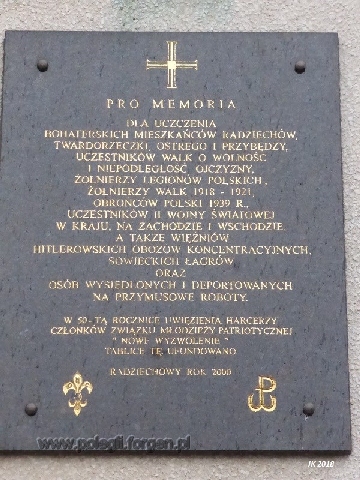 PRO MEMORIA
DLA UCZCZENIA
BOHATERSKICH MIESZKAŃCÓW RADZIECHÓW,
TWARDORZECZKI, OSTREGO I PRZYBĘDZY,
UCZESTNIKÓW WALK O WOLNOŚĆ
I NIEPODLEGŁOŚĆ OJCZYZNY,
ŻOŁNIERZY LEGIONÓW POLSKICH,
ŻOŁNIERZY WALK 1918 - 1921,
OBROŃCÓW POLSKI 1939 R.,
UCZESTNIKÓW II WOJNY ŚWIATOWEJ
W KRAJU, NA ZACHODZIE I WSCHODZIE,
A TAKŻE WIĘŹNIÓW
HITLEROWSKICH OBOZÓW KONCENTRACYJNYCH,
SOWIECKICH ŁAGRÓW,
ORAZ
OSÓB WYSIEDLONYCH I DEPORTOWANYCH
NA PRZYMUSOWE ROBOTY.
W 50-TĄ ROCZNICĘ UWIĘZIENIA HARCERZY
CZŁONKÓW ZWIĄZKU MŁODZIEŻY PATRIOTYCZNEJ
" NOWE WYZWOLENIE "
TABLICĘ TĘ UFUNDOWANO
RADZIECHOWY ROK 2000
www.polegli.forgen.pl
JK 2010